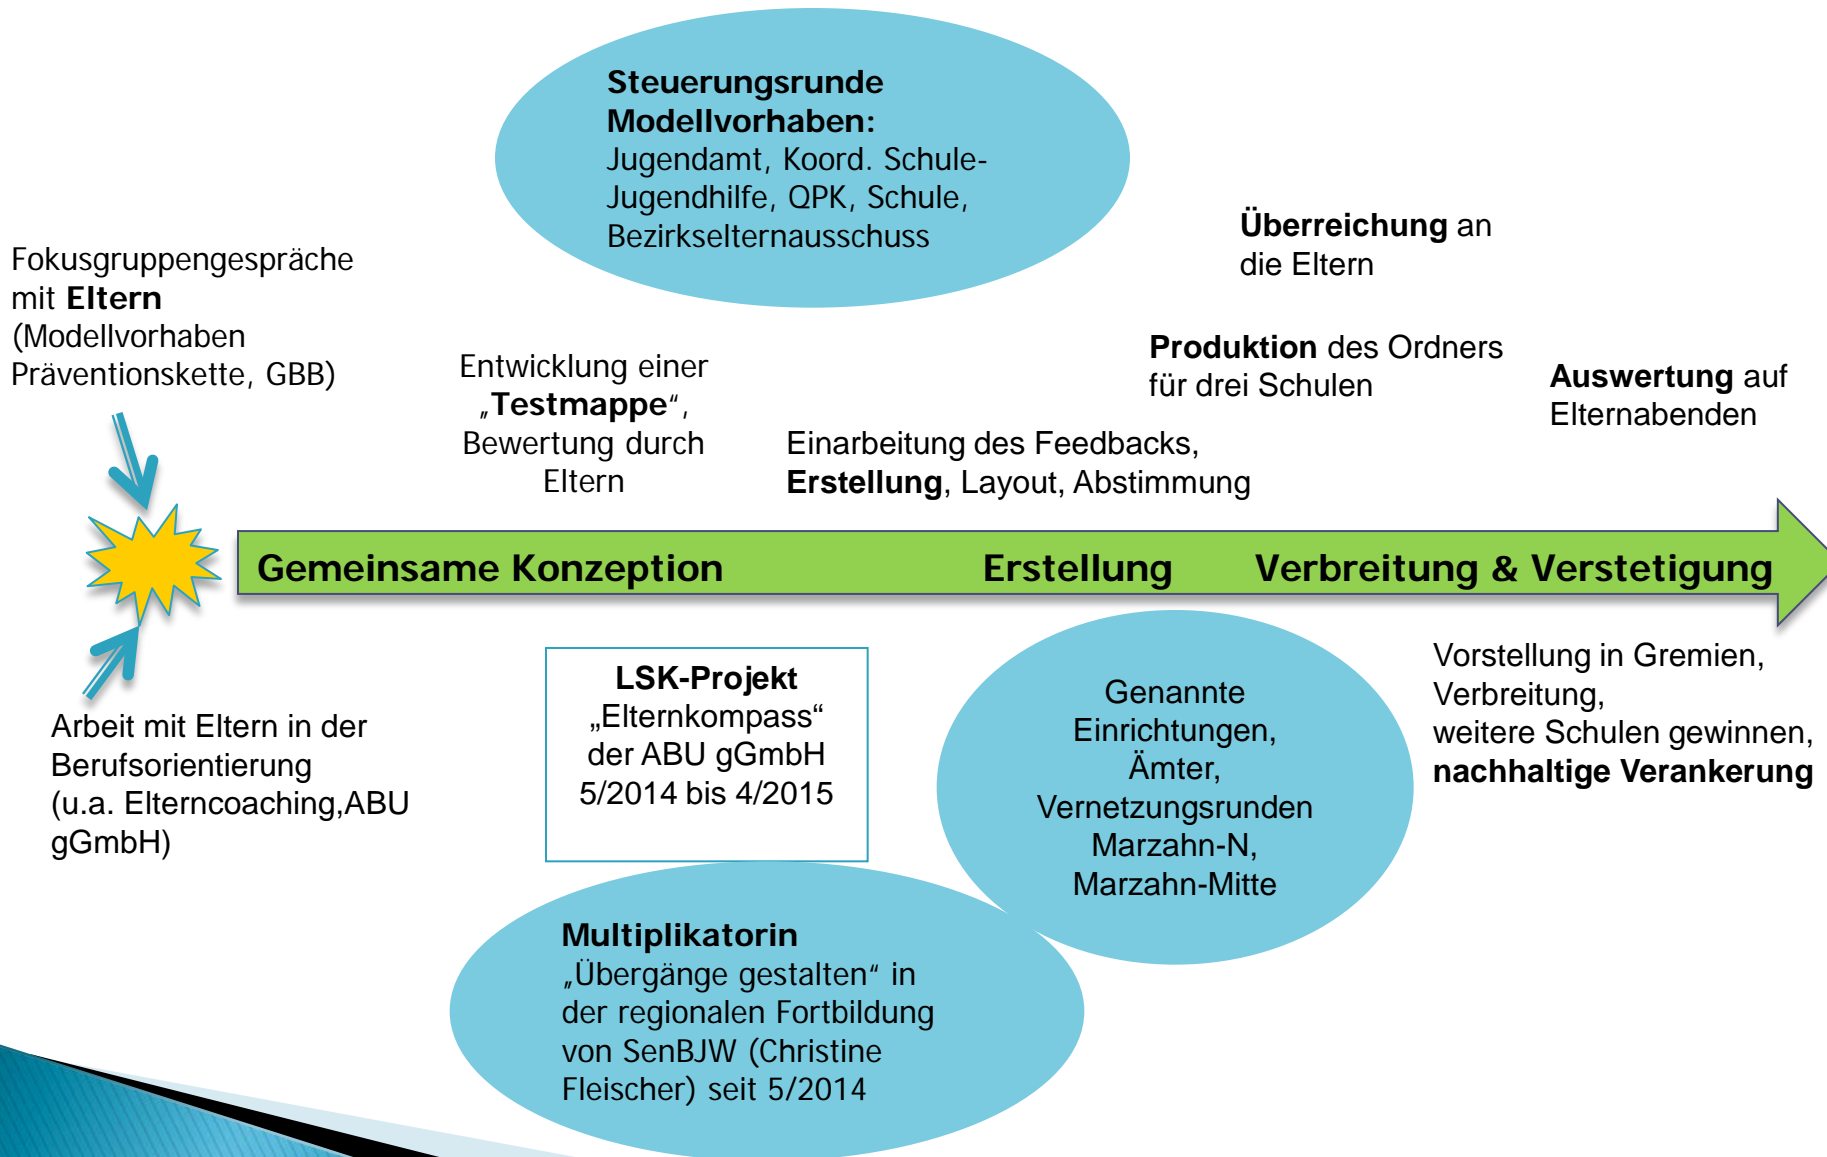 Steuerungsrunde
Modellvorhaben:
Jugendamt, Koord. Schule-
Jugendhilfe, QPK, Schule,
Bezirkselternausschuss
Fokusgruppengespräche
mit Eltern
(Modellvorhaben
Präventionskette, GBB)
Entwicklung einer
„Testmappe“,
Bewertung durch
Eltern
Einarbeitung des Feedbacks,
Erstellung, Layout, Abstimmung
Überreichung an
die Eltern
Produktion des Ordners
für drei Schulen
Auswertung auf
Elternabenden
Gemeinsame Konzeption Erstellung Verbreitung & Verstetigung
Arbeit mit Eltern in der
Berufsorientierung
(u.a. Elterncoaching,ABU
gGmbH)
LSK-Projekt
„Elternkompass“
der ABU gGmbH
5/2014 bis 4/2015
Genannte
Einrichtungen,
Ämter,
Vernetzungsrunden
Marzahn-N,
Marzahn-Mitte
Vorstellung in Gremien,
Verbreitung,
weitere Schulen gewinnen,
nachhaltige Verankerung
Multiplikatorin
„Übergänge gestalten“ in
der regionalen Fortbildung
von SenBJW (Christine
Fleischer) seit 5/2014